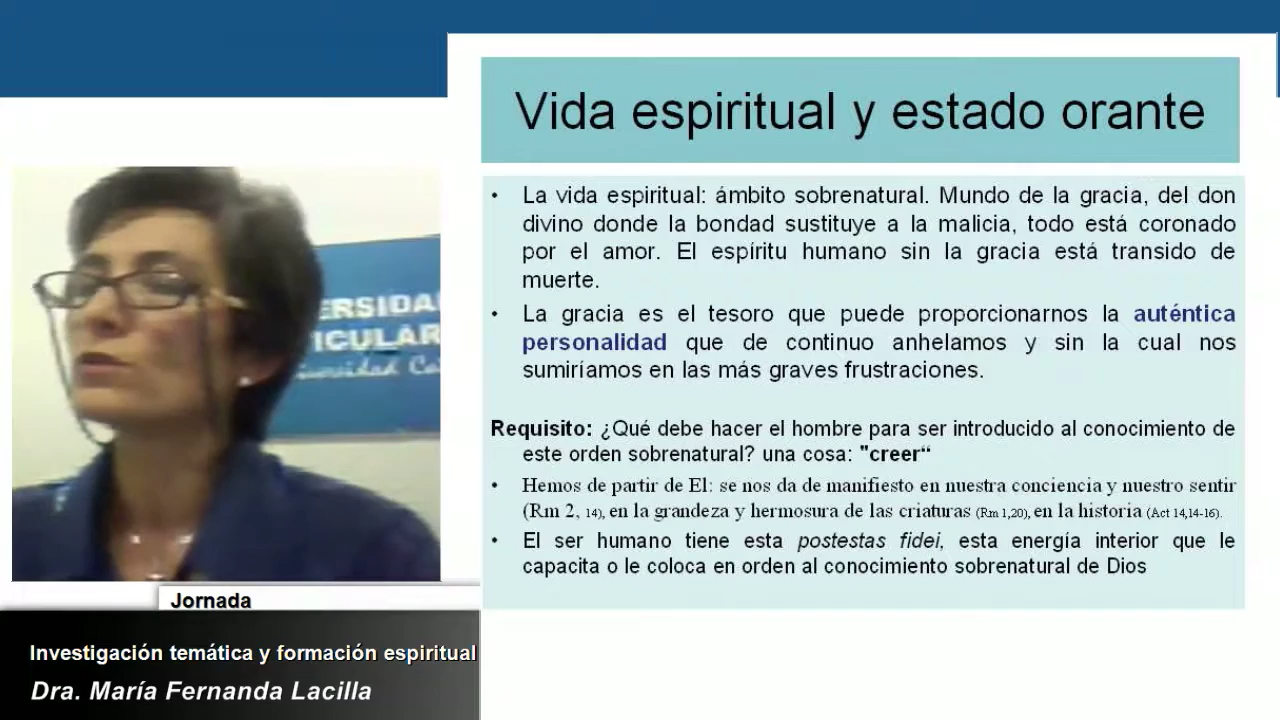 Vida espiritual y estado orante
• La vida espiritual: ámbito sobrenatural. Mundo de la gracia, del don
divino donde la bondad sustituye a la malicia, todo está coronado
por el amor. El espíritu humano sin la gracia está transido de
muerte.
• La gracia es el tesoro que puede proporcionarnos la auténtica
personalidad que de continuo anhelamos y sin la cual nos
sumiríamos en las más graves frustraciones.
Requisito: ¿Qué debe hacer el hombre para ser introducido al conocimiento de
este orden sobrenatural? una cosa: "creer“
• Hemos de partir de El: se nos da de manifiesto en nuestra conciencia y nuestro sentir
(Rm 2, 14), en la grandeza y hermosura de las criaturas (Rm 1,20), en la historia (Act 14,14-16).
• El ser humano tiene esta postestas fidei, esta energía interior que le
capacita o le coloca en orden al conocimiento sobrenatural de Dios
ERSIDA
TICULAR
Jornada
Investigación temática y formación espiritual
Dra. María Fernanda Lacilla